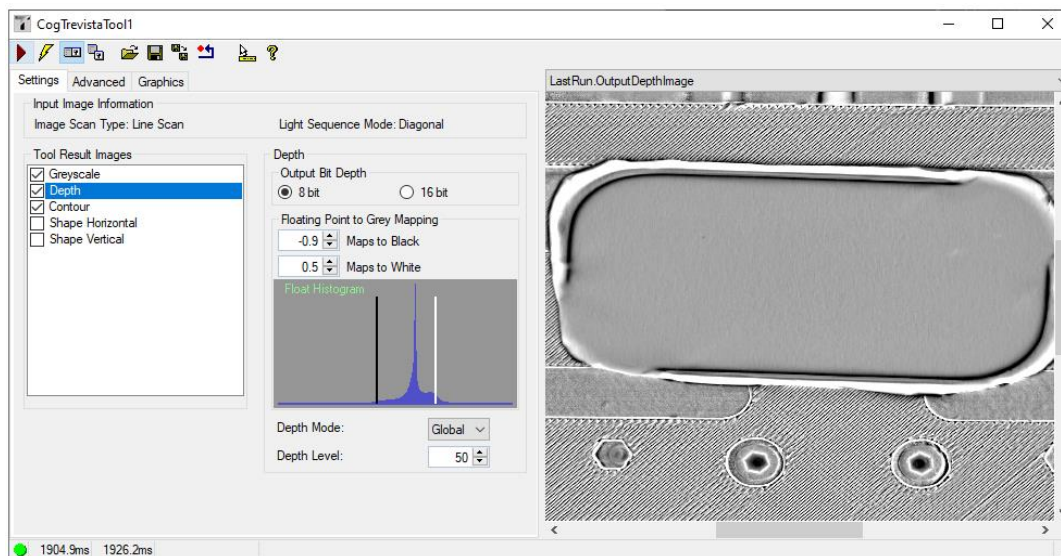 CogTrevistaTool1
Settings Advanced Graphics
LastRun.OutputDepthImage
Input Image Information
Image Scan Type: Line Scan Light Sequence Mode: Diagonal
Tool Result Images
Greyscale
Depth
Contour
Shape Horizontal
Shape Vertical
Depth
Output Bit Depth
8 bit 16 bit
Floating Point to Grey Mapping
-0.9 Maps to Black
0.5 Maps to White
Float Histogram
Depth Mode: Global
Depth Level: 50
1904.9ms 1926.2ms